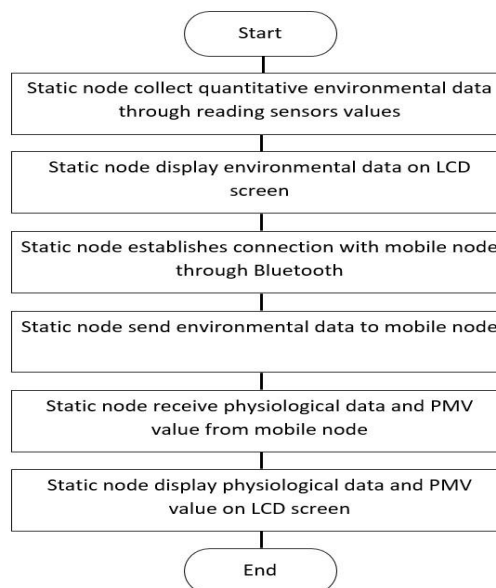 Start
Static node collect quantitative environmental data
through reading sensors values
Static node display environmental data on LCD
screen
Static node establishes connection with mobile node
through Bluetooth
Static node send environmental data to mobile node
Static node receive physiological data and PMV
value from mobile node
Static node display physiological data and PMV
value on LCD screen
End